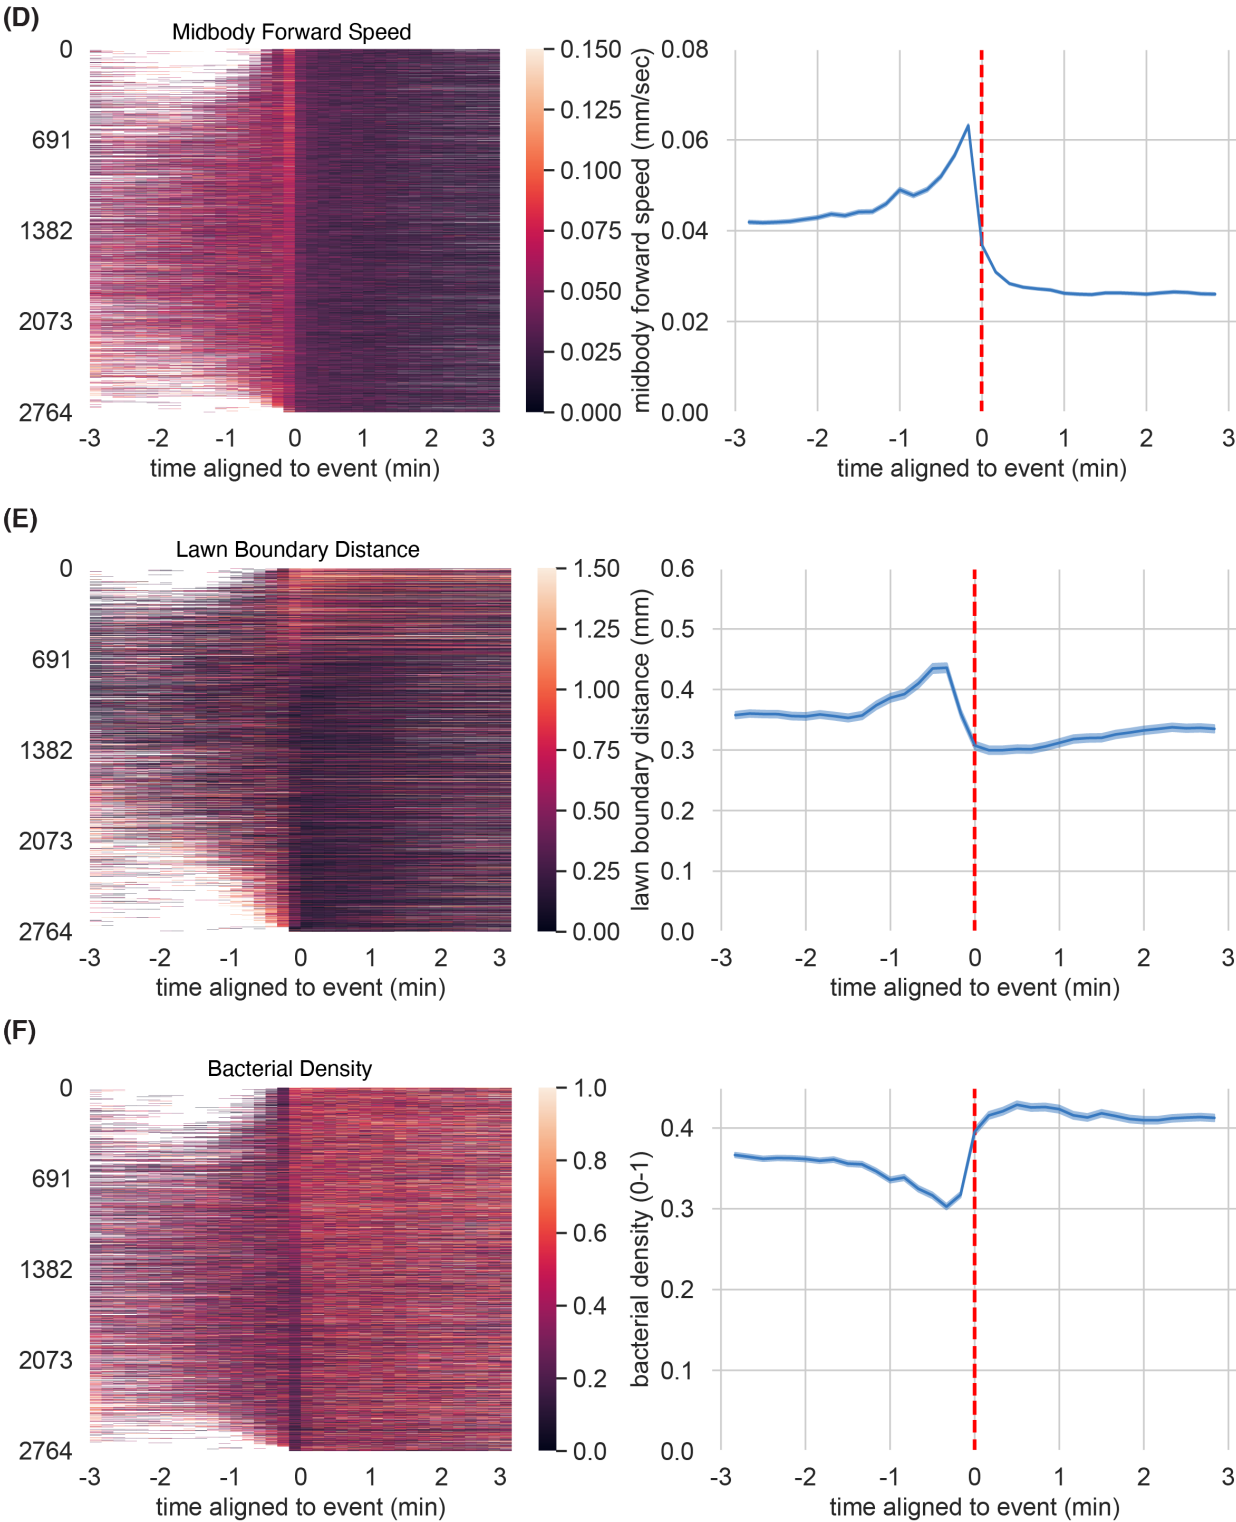 (D)
Midbody Forward Speed
0
691
1382
2073
2764
-3 -2 -1 0 1 2 3
time aligned to event (min)
0.150
0.125
0.100
0.075
0.050
0.025
0.000
midbody forward speed (mm/sec)
0.08
0.06
0.04
0.02
0.00
-3 -2 -1 0 1 2 3
time aligned to event (min)
(E)
Lawn Boundary Distance
0
691
1382
2073
2764
-3 -2 -1 0 1 2 3
time aligned to event (min)
1.50
1.25
1.00
0.75
0.50
0.25
0.00
lawn boundary distance (mm)
0.6
0.5
0.4
0.3
0.2
0.1
0.0
-3 -2 -1 0 1 2 3
time aligned to event (min)
(F)
Bacterial Density
0
691
1382
2073
2764
-3 -2 -1 0 1 2 3
time aligned to event (min)
1.0
0.8
0.6
0.4
0.2
0.0
bacterial density (0-1)
0.4
0.3
0.2
0.1
0.0
-3 -2 -1 0 1 2 3
time aligned to event (min)